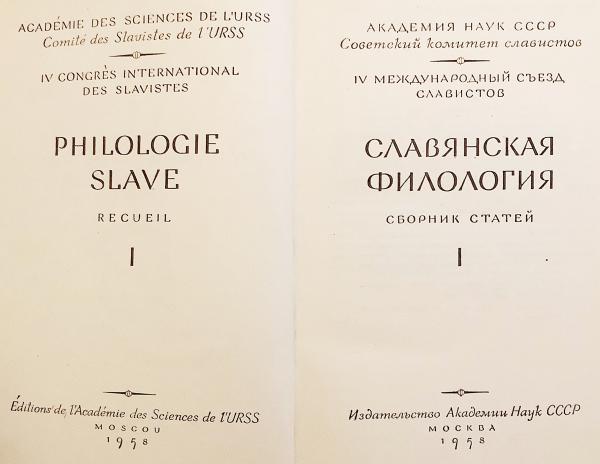 ACADÉMIE DES SCIENCES DE L'URSS
Comité des Slavistes de l'URSS
IV CONGRÈS INTERNATIONAL
DES SLAVISTES
PHILOLOGIE
SLAVE
RECUEIL
I
Éditions de l'Académie des Sciences de l'URSS
MOSCOU
1958
АКАДЕМИЯ НАУК СССР
Советский комитет славистов
IV МЕЖДУНАРОДНЫЙ СЪЕЗД
СЛАВИСТОВ
СЛАВЯНСКАЯ
ФИЛОЛОГИЯ
СБОРНИК СТАТЕЙ
I
Издательство Академии Наук СССР
МОСКВА
1958